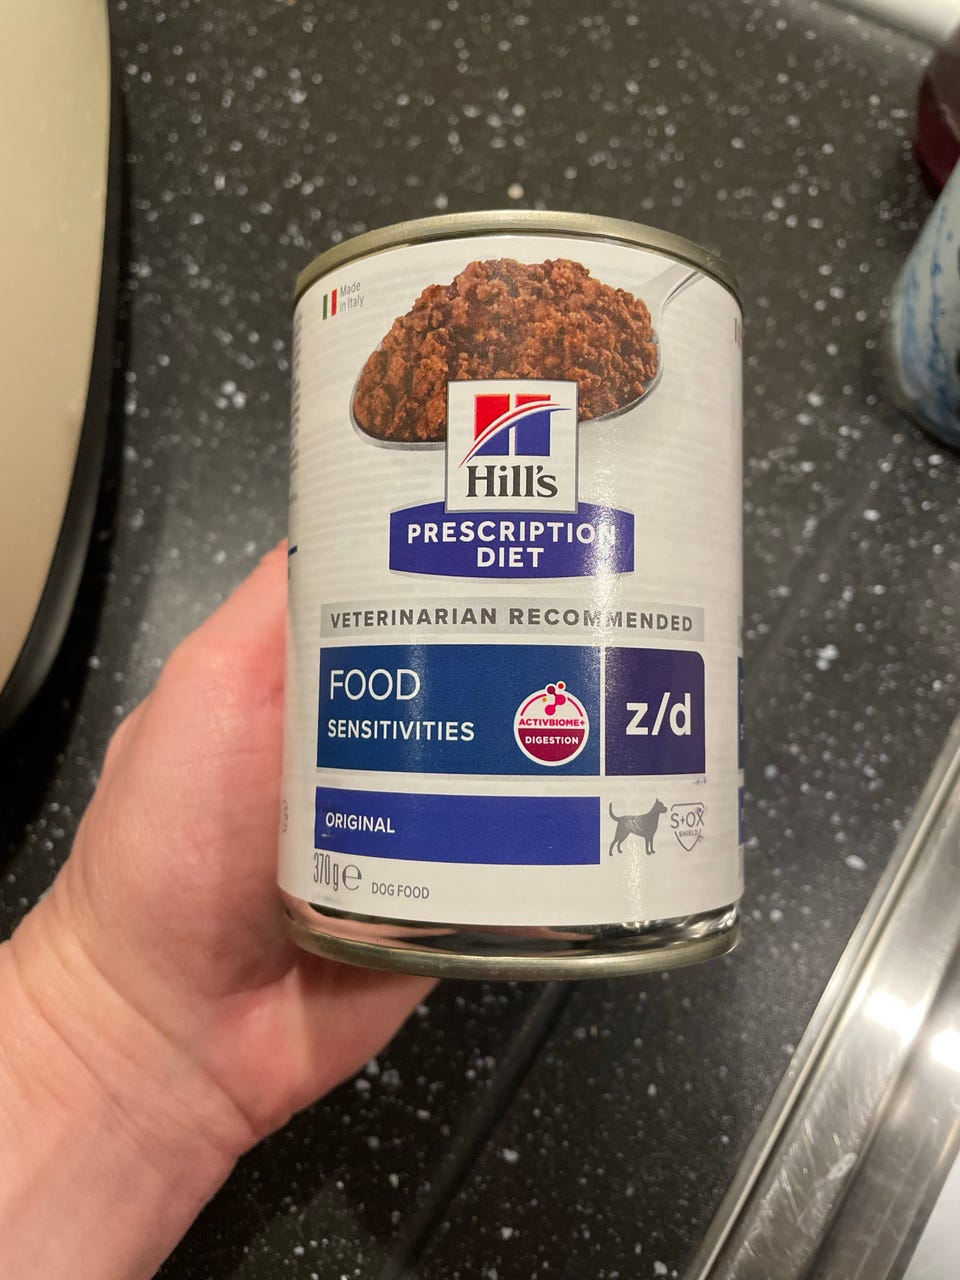 Made
in Italy
Hill's
PRESCRIPTION
DIET
VETERINARIAN RECOMMENDED
FOOD
SENSITIVITIES
ACTIVBIOME+
DIGESTION
z/d
ORIGINAL
S+OX
SHIELD
370g e
DOG FOOD